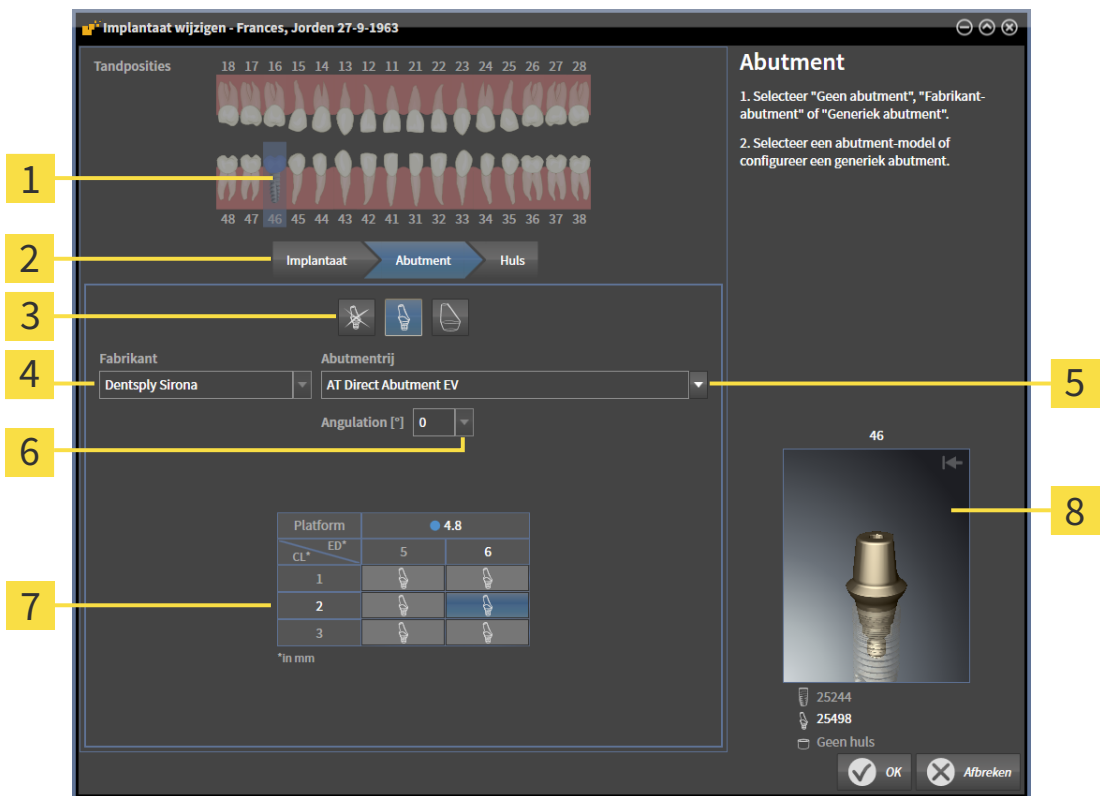 Implantaat wijzigen - Frances, Jorden 27-9-1963
Tandposities
18 17 16 15 14 13 12 11 21 22 23 24 25 26 27 28
48 47 46 45 44 43 42 41 31 32 33 34 35 36 37 38
1
2
Implantaat Abutment Huls
3
Fabrikant Abutmentrij
4
Dentsply Sirona AT Direct Abutment EV
5
Angulation [°] 0
6
Platform 4.8
CL* ED* 5 6
1
2
3
7
*in mm
Abutment
1. Selecteer "Geen abutment", "Fabrikant-
abutment" of "Generiek abutment".
2. Selecteer een abutment-model of
configureer een generiek abutment.
46
8
25244
25498
Geen huls
OK Afbreken